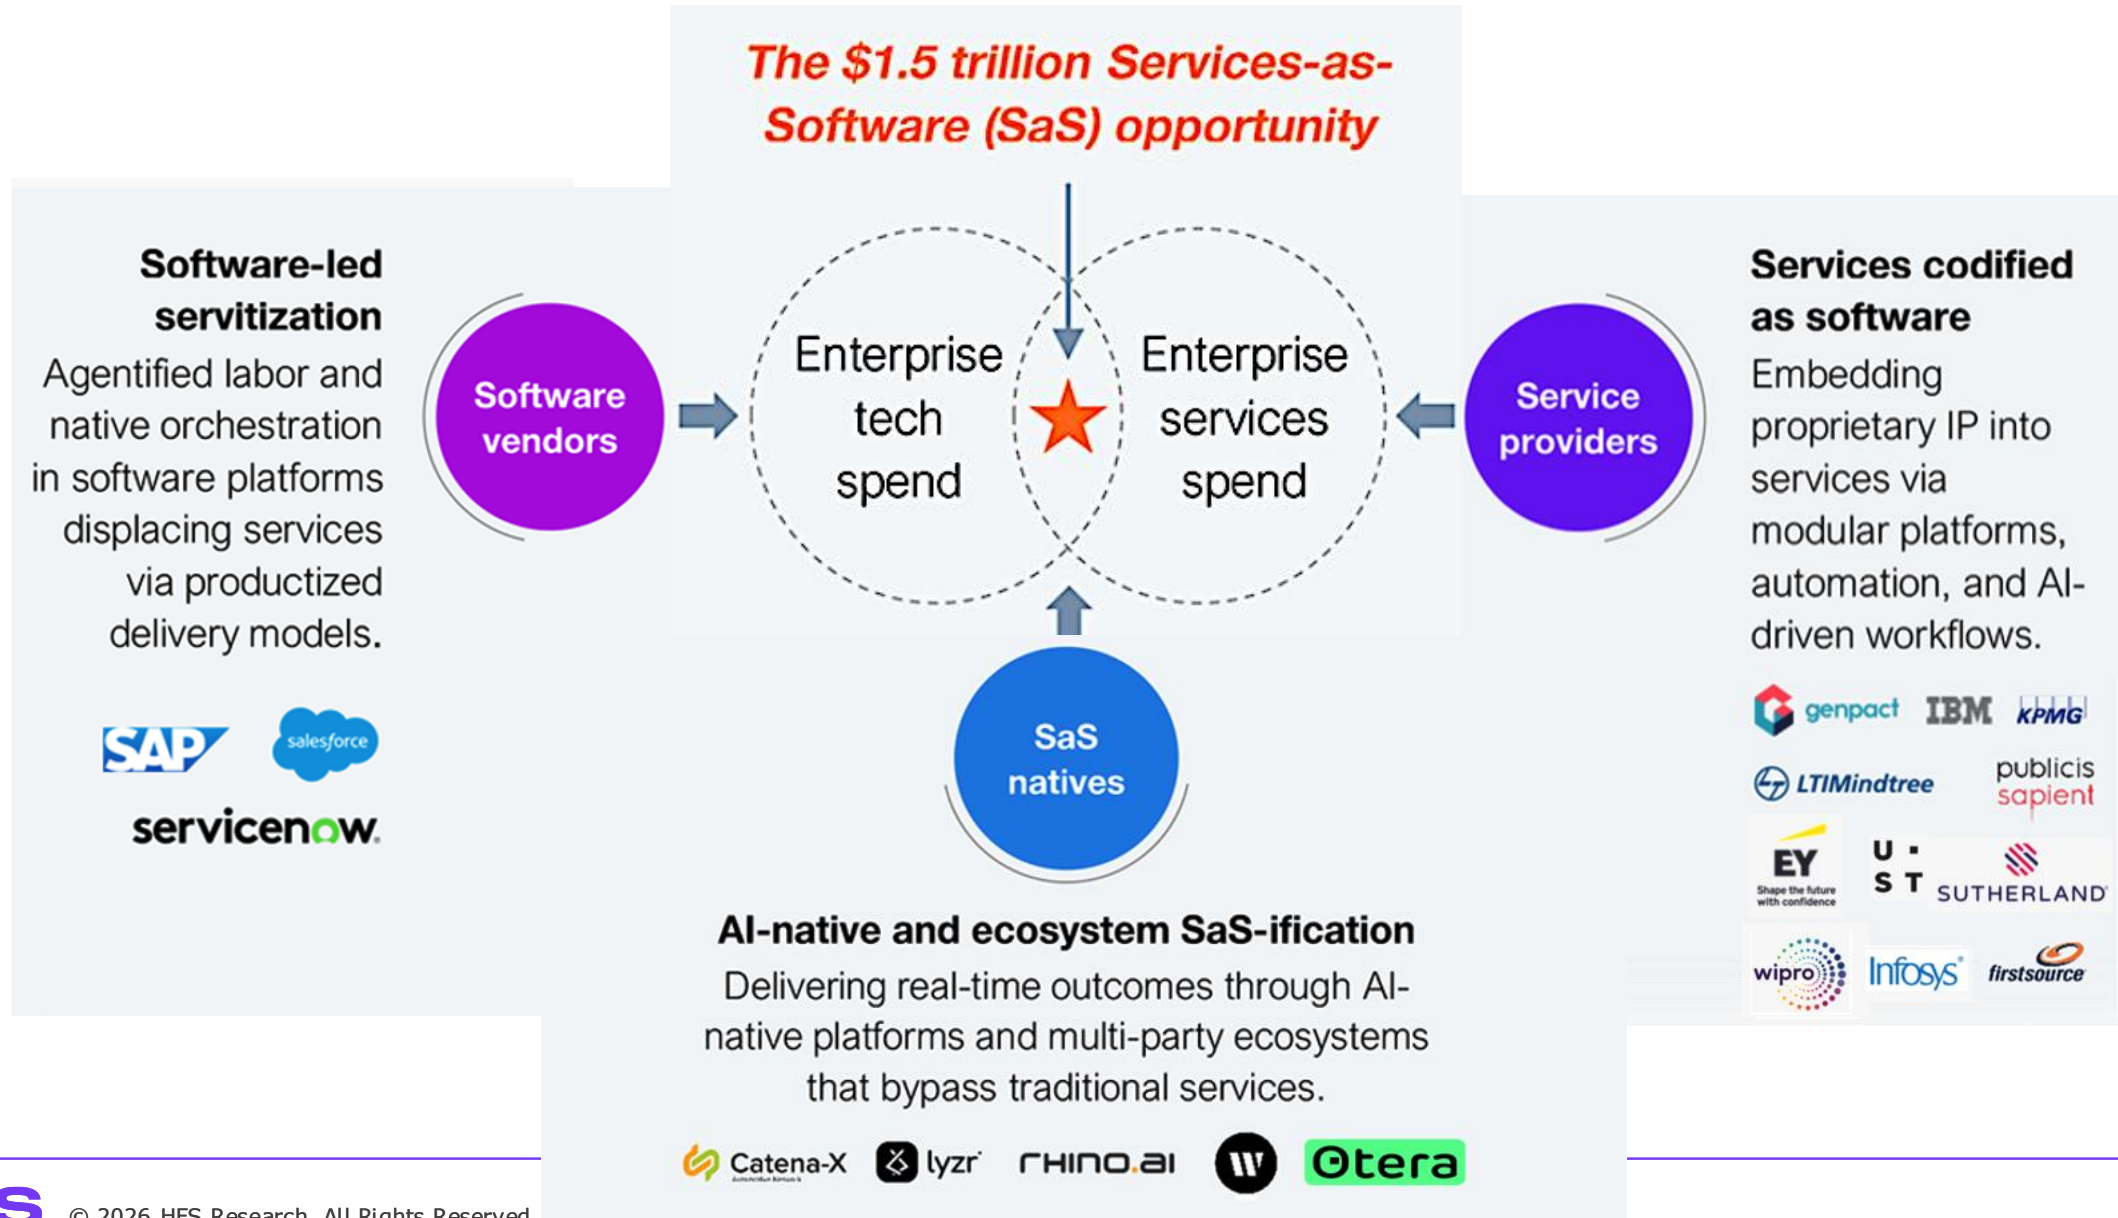 The $1.5 trillion Services-as-
Software (SaS) opportunity
Software-led
servitization
Agentified labor and
native orchestration
in software platforms
displacing services
via productized
delivery models.
SAP
salesforce
servicenow
Software
vendors
Enterprise
tech
spend
Enterprise
services
spend
Service
providers
Services codified
as software
Embedding
proprietary IP into
services via
modular platforms,
automation, and AI-
driven workflows.
genpact IBM KPMG
LTIMindtree
publicis
sapient
EY
Shape the future
with confidence
U·
ST
SUTHERLAND
wipro Infosys firstsource
SaS
natives
AI-native and ecosystem SaS-ification
Delivering real-time outcomes through AI-
native platforms and multi-party ecosystems
that bypass traditional services.
Catena-X lyzr rhino.ai W Otera
© 2026 HFS Research. All Rights Reserved